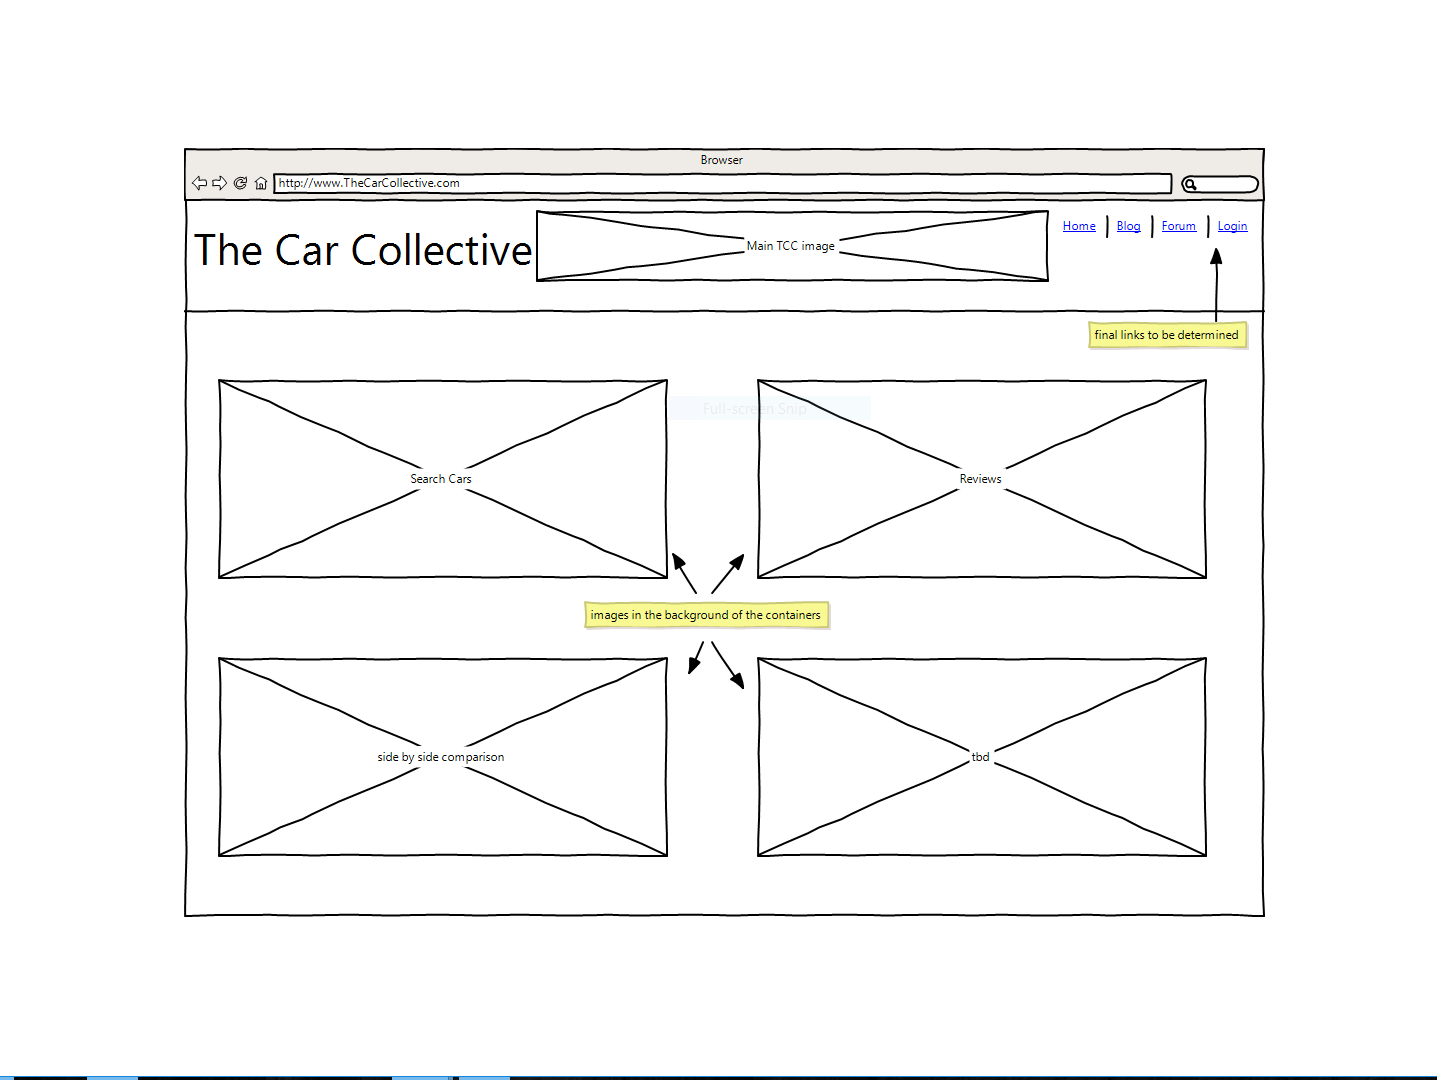 Browser
http://www.TheCarCollective.com
The Car Collective
Main TCC image
Home
Blog
Forum
Login
final links to be determined
Full-screen Snip
Search Cars
Reviews
images in the background of the containers
side by side comparison
tbd